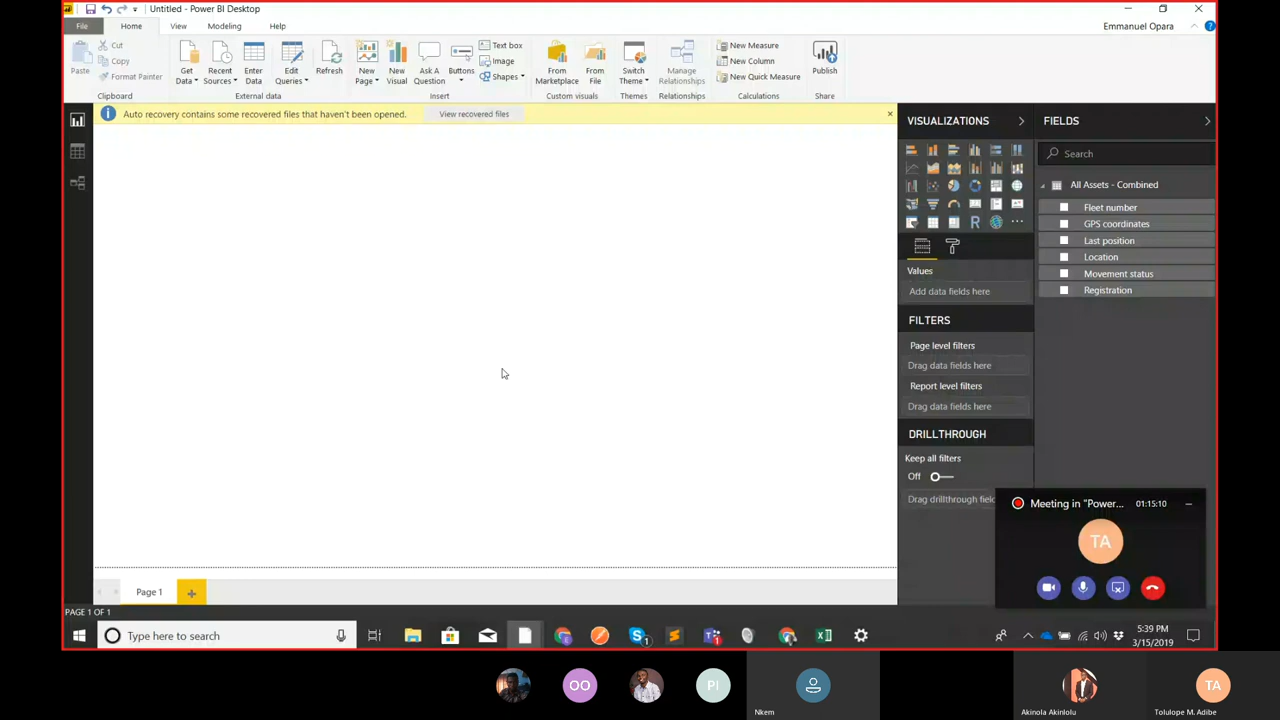 Untitled - Power BI Desktop
File Home View Modeling Help
Emmanuel Opara
Paste
Cut
Copy
Format Painter
Clipboard
Get Data
Recent Sources
Enter Data
Edit Queries
Refresh
External data
New Page
New Visual
Ask A Question
Buttons
Text box
Image
Shapes
Insert
From Marketplace
From File
Custom visuals
Switch Theme
Themes
Manage Relationships
Relationships
New Measure
New Column
New Quick Measure
Calculations
Publish
Share
Auto recovery contains some recovered files that haven't been opened.
View recovered files
VISUALIZATIONS
R
Values
Add data fields here
FILTERS
Page level filters
Drag data fields here
Report level filters
Drag data fields here
DRILLTHROUGH
Keep all filters
Off
Drag drillthrough field
FIELDS
Search
All Assets - Combined
Fleet number
GPS coordinates
Last position
Location
Movement status
Registration
Meeting in "Power... 01:15:10
TA
Page 1
PAGE 1 OF 1
Type here to search
5:39 PM
3/15/2019
OO
PI
Nkem
Akinola Akinlolu
TA
Tolulope M. Adibe